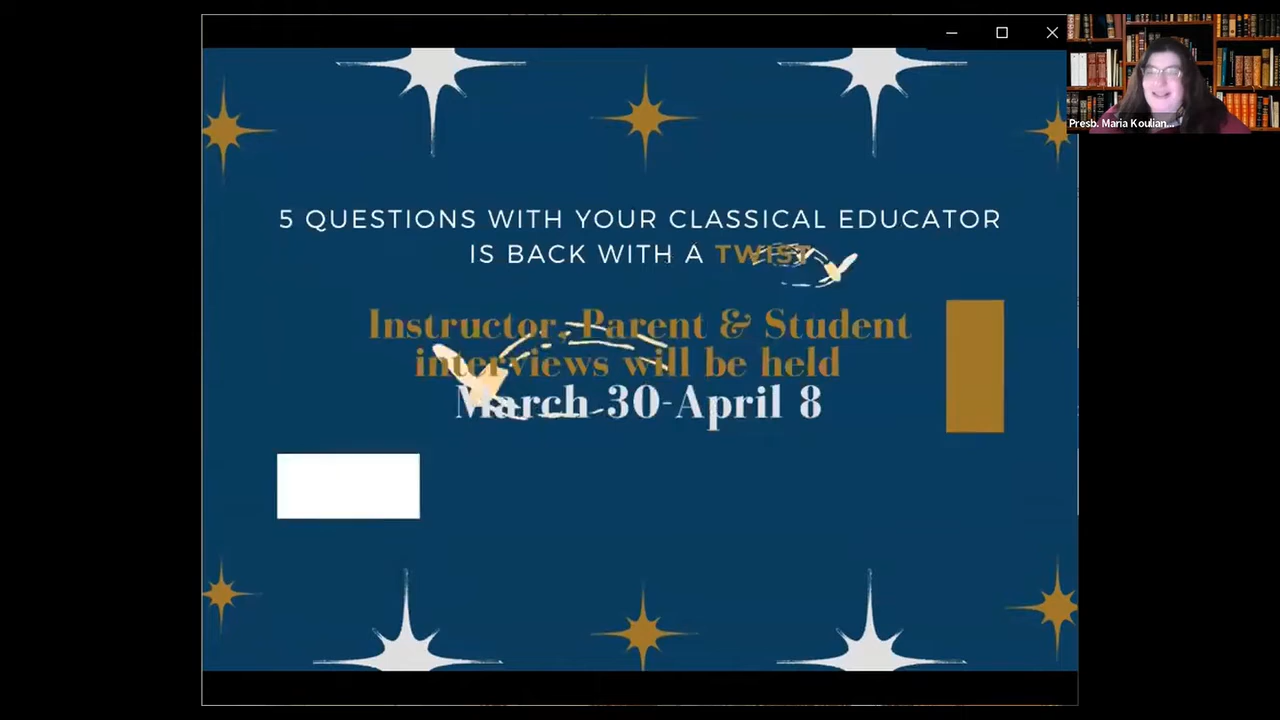 5 QUESTIONS WITH YOUR CLASSICAL EDUCATOR
IS BACK WITH A TWIST
Instructor, Parent & Student
interviews will be held
March 30-April 8
Presb. Maria Koulian...